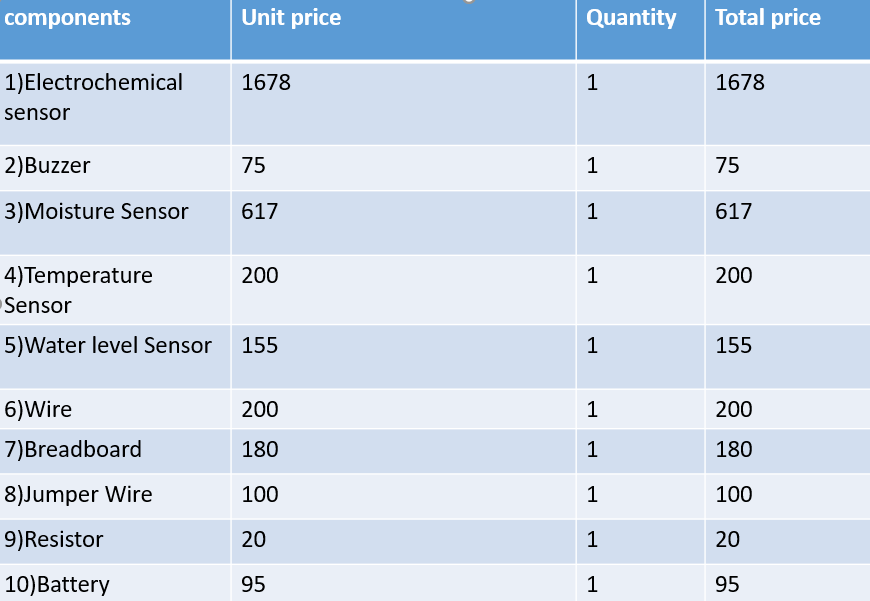 components Unit price Quantity Total price
1)Electrochemical 1678 1 1678
sensor
2)Buzzer 75 1 75
3)Moisture Sensor 617 1 617
4)Temperature 200 1 200
Sensor
5)Water level Sensor 155 1 155
6)Wire 200 1 200
7)Breadboard 180 1 180
8)Jumper Wire 100 1 100
9)Resistor 20 1 20
10)Battery 95 1 95